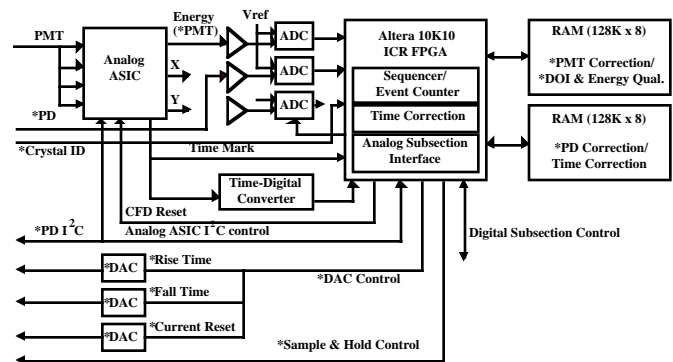 PMT
Analog
ASIC
Energy
(*PMT)
X
Y
Vref
ADC
ADC
ADC
Altera 10K10
ICR FPGA
Sequencer/
Event Counter
Time Correction
Analog Subsection
Interface
RAM (128K x 8)
*PMT Correction/
*DOI & Energy Qual.
RAM (128K x 8)
*PD Correction/
Time Correction
*PD
*Crystal ID
Time Mark
Time-Digital
Converter
CFD Reset
*PD I²C
Analog ASIC I²C control
Digital Subsection Control
*DAC
*Rise Time
*DAC Control
*DAC
*Fall Time
*DAC
*Current Reset
*Sample & Hold Control